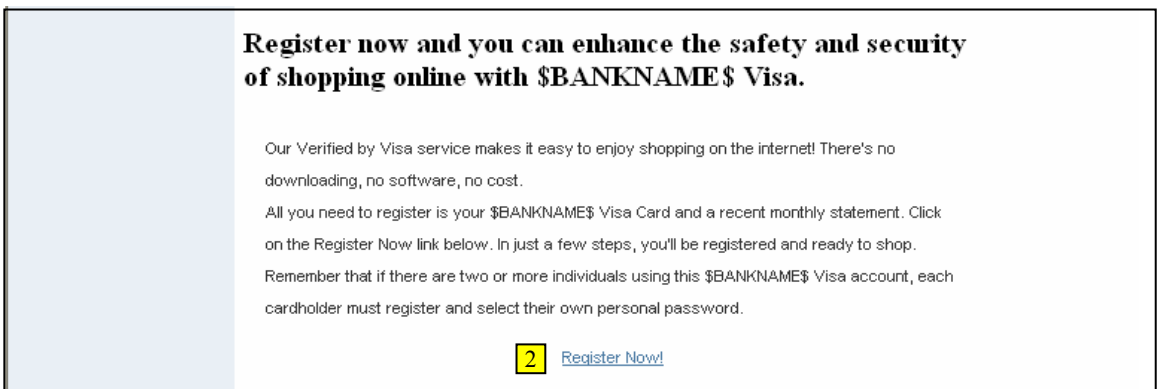 Register now and you can enhance the safety and security
of shopping online with $BANKNAME$ Visa.
Our Verified by Visa service makes it easy to enjoy shopping on the internet! There's no
downloading, no software, no cost.
All you need to register is your $BANKNAME$ Visa Card and a recent monthly statement. Click
on the Register Now link below. In just a few steps, you'll be registered and ready to shop.
Remember that if there are two or more individuals using this $BANKNAME$ Visa account, each
cardholder must register and select their own personal password.
2 Register Now!